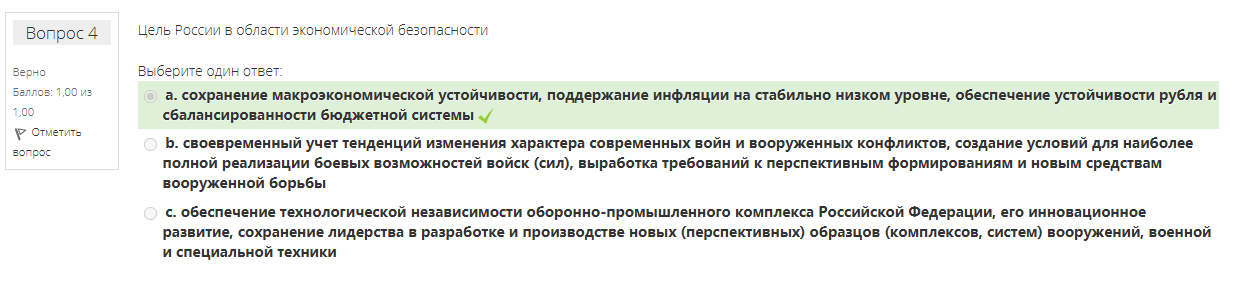 Вопрос 4
Верно
Баллов: 1,00 из
1,00
Отметить
вопрос
Цель России в области экономической безопасности
Выберите один ответ:
a. сохранение макроэкономической устойчивости, поддержание инфляции на стабильно низком уровне, обеспечение устойчивости рубля и
сбалансированности бюджетной системы
b. своевременный учет тенденций изменения характера современных войн и вооруженных конфликтов, создание условий для наиболее
полной реализации боевых возможностей войск (сил), выработка требований к перспективным формированиям и новым средствам
вооруженной борьбы
c. обеспечение технологической независимости оборонно-промышленного комплекса Российской Федерации, его инновационное
развитие, сохранение лидерства в разработке и производстве новых (перспективных) образцов (комплексов, систем) вооружений, военной
и специальной техники